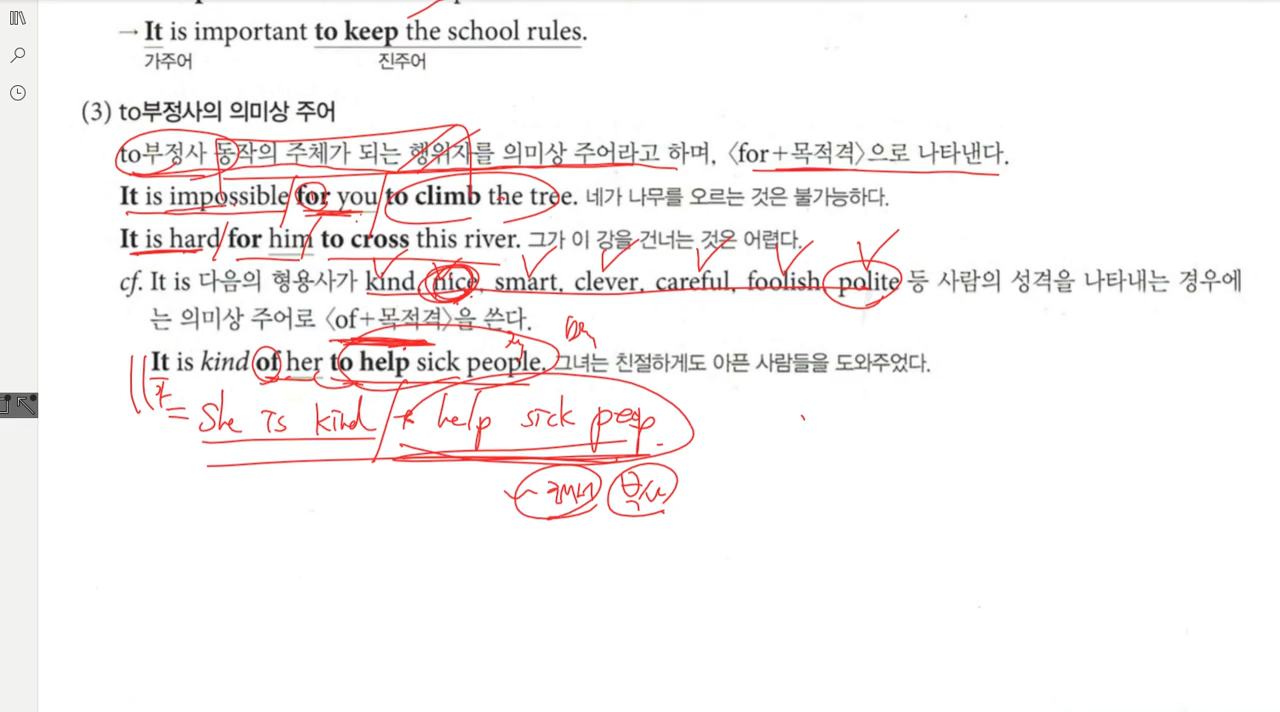 → It is important to keep the school rules.
가주어 진주어
(3) to부정사의 의미상 주어
to부정사 동작의 주체가 되는 행위자를 의미상 주어라고 하며, 〈for+목적격〉으로 나타낸다.
It is impossible for you to climb the tree. 네가 나무를 오르는 것은 불가능하다.
It is hard for him to cross this river. 그가 이 강을 건너는 것은 어렵다.
cf. It is 다음의 형용사가 kind, nice, smart, clever, careful, foolish, polite 등 사람의 성격을 나타내는 경우에
는 의미상 주어로 〈of+목적격〉을 쓴다.
It is kind of her to help sick people. 그녀는 친절하게도 아픈 사람들을 도와주었다.
= She is kind to help sick peop.
부사